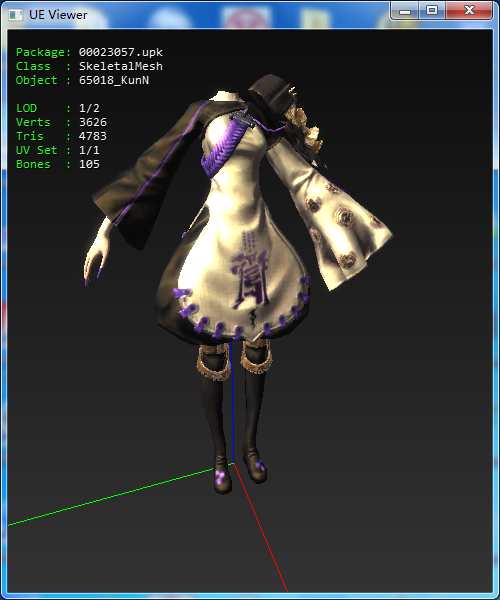 UE Viewer
Package: 00023057.upk
Class  : SkeletalMesh
Object : 65018_KunN
LOD    : 1/2
Verts  : 3626
Tris   : 4783
UV Set : 1/1
Bones  : 105